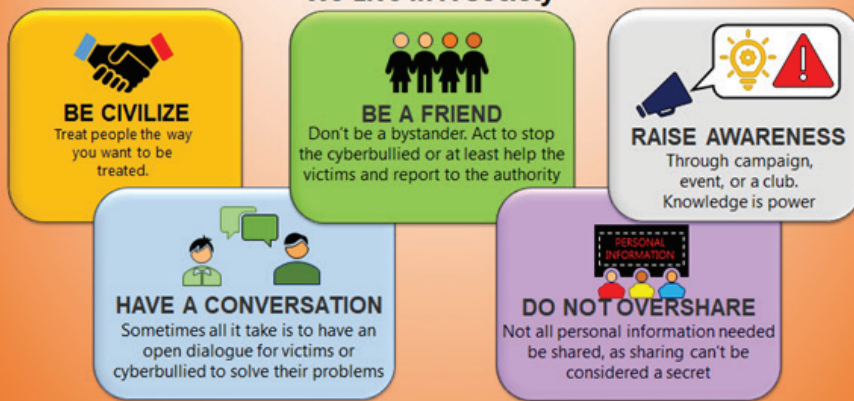 We Live In A Society
BE CIVILIZE
Treat people the way
you want to be
treated.
BE A FRIEND
Don't be a bystander. Act to stop
the cyberbullied or at least help the
victims and report to the authority
RAISE AWARENESS
Through campaign,
event, or a club.
Knowledge is power
HAVE A CONVERSATION
Sometimes all it take is to have an
open dialogue for victims or
cyberbullied to solve their problems
PERSONAL
INFORMATION
DO NOT OVERSHARE
Not all personal information needed
be shared, as sharing can't be
considered a secret